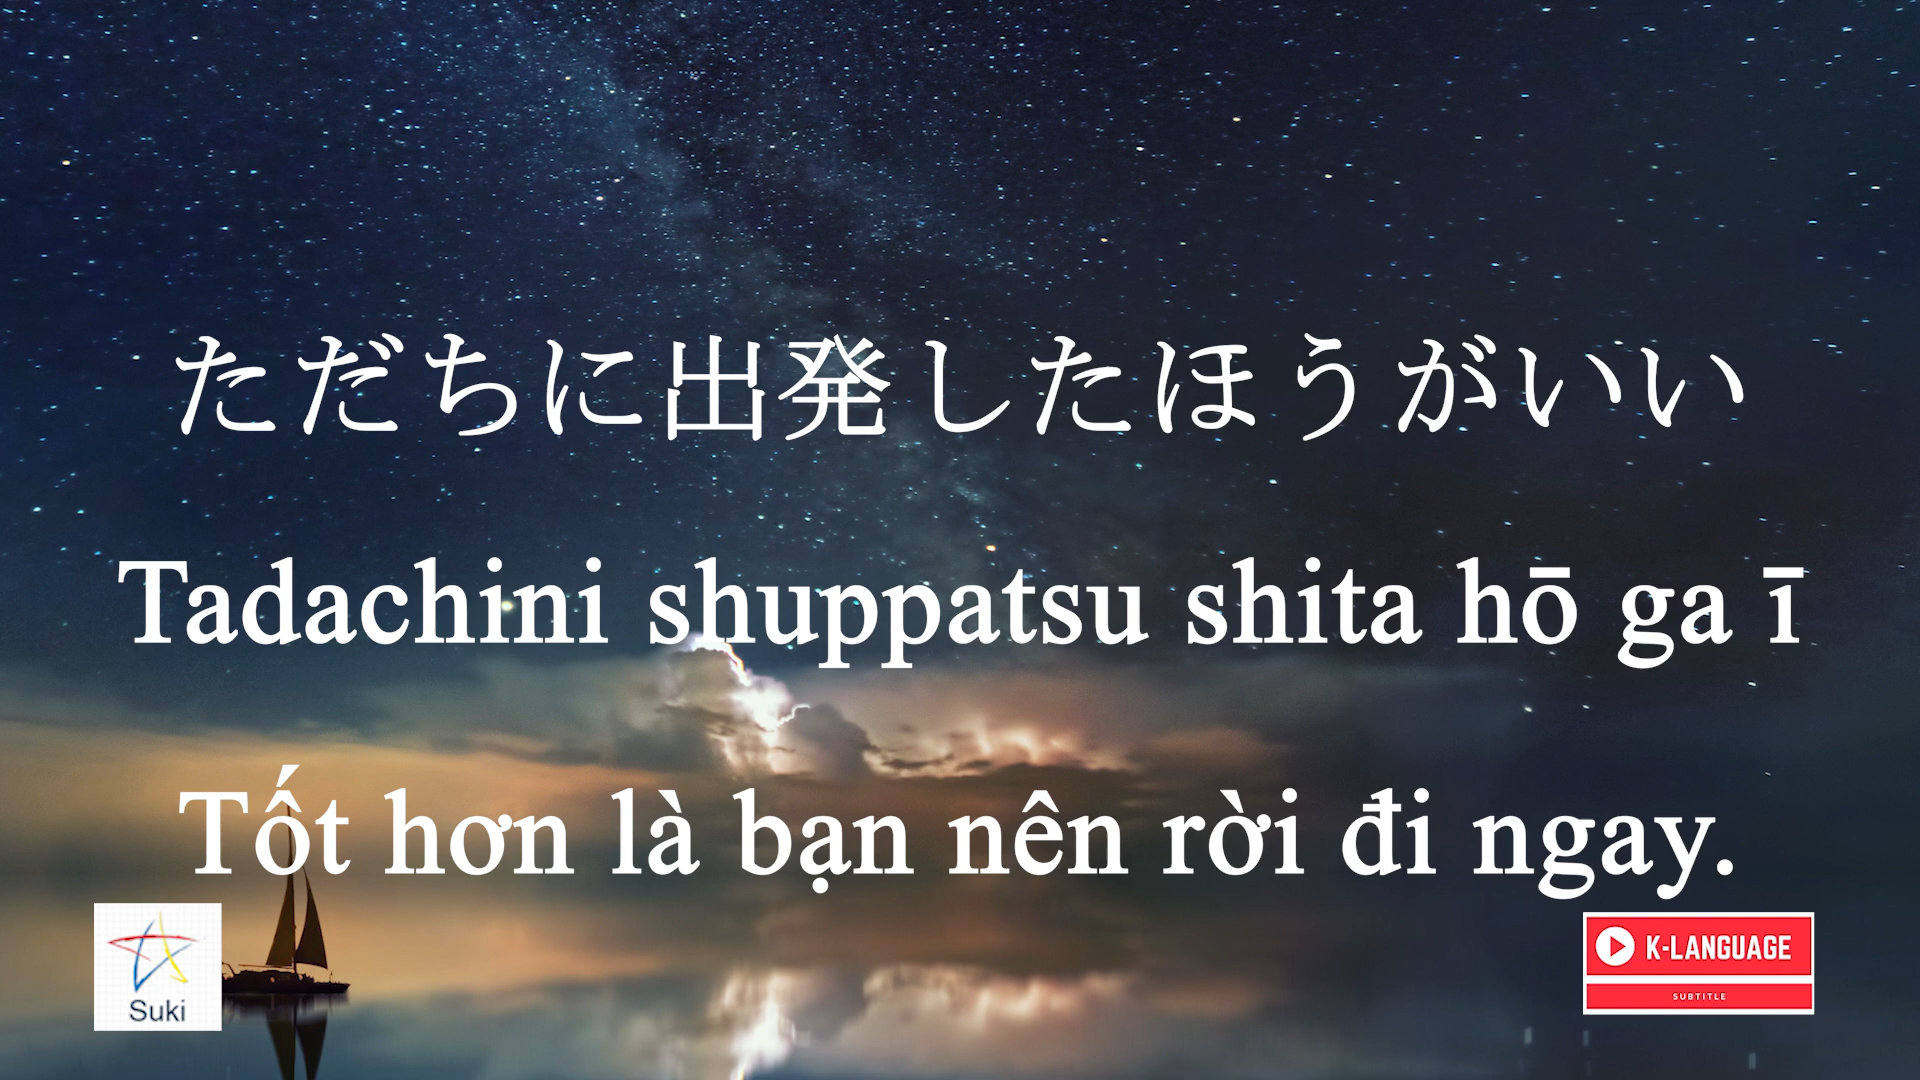 ただちに出発したほうがいい
Tadachini shuppatsu shita hō ga ī
Tốt hơn là bạn nên rời đi ngay.
Suki
K-LANGUAGE
SUBTITLE